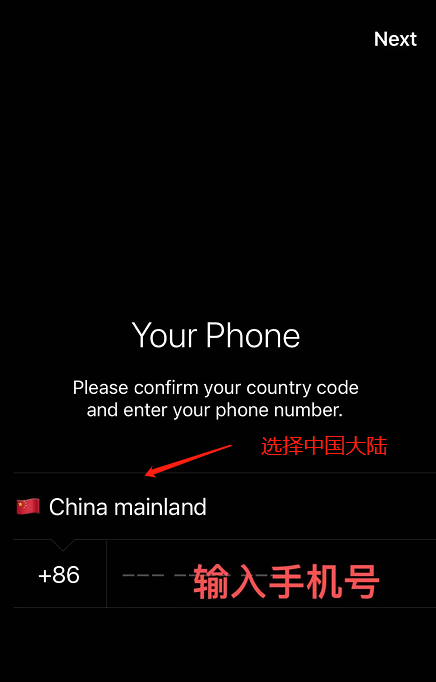 Next
Your Phone
Please confirm your country code
and enter your phone number.
选择中国大陆
China mainland
+86
输入手机号